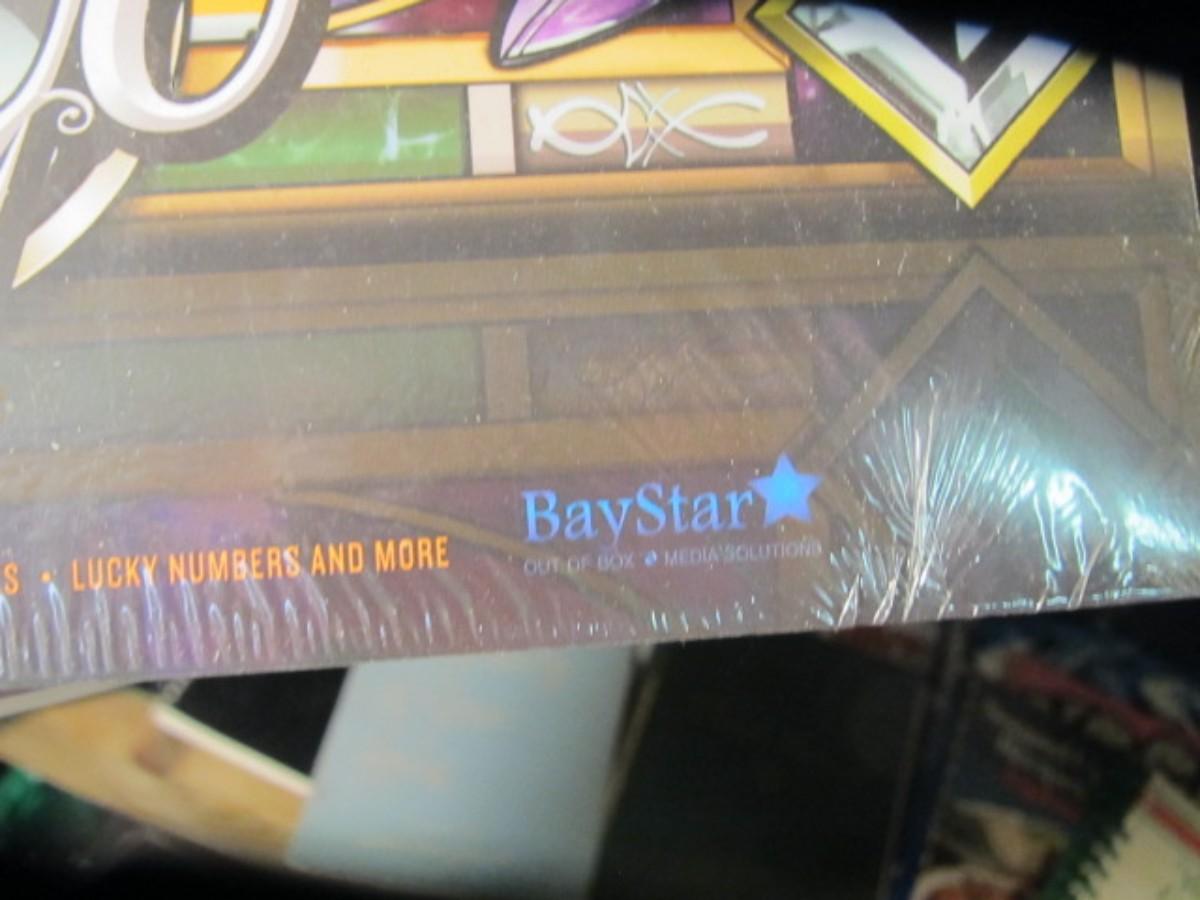 S • LUCKY NUMBERS AND MORE
BayStar
OUT OF BOX MEDIA SOLUTIONS